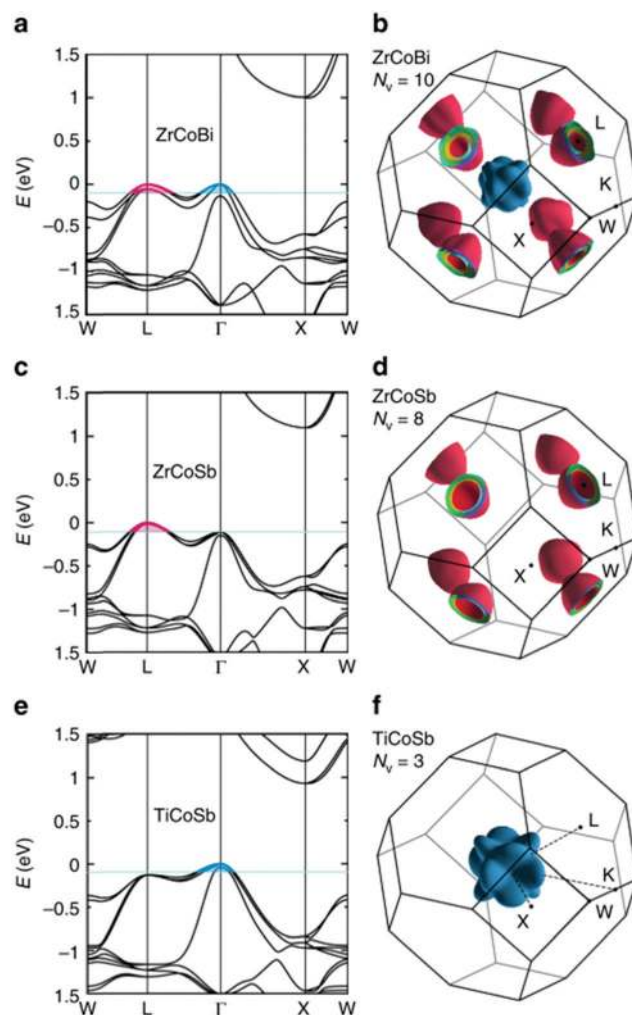 a
1.5
1
0.5
0
−0.5
−1
1.5
E (eV)
ZrCoBi
W L Γ X W
b
ZrCoBi
Nv = 10
L
K
W
X
c
1.5
1
0.5
0
−0.5
−1
1.5
E (eV)
ZrCoSb
W L Γ X W
d
ZrCoSb
Nv = 8
L
K
W
X
e
1.5
1
0.5
0
−0.5
−1
1.5
E (eV)
TiCoSb
W L Γ X W
f
TiCoSb
Nv = 3
L
K
W
X